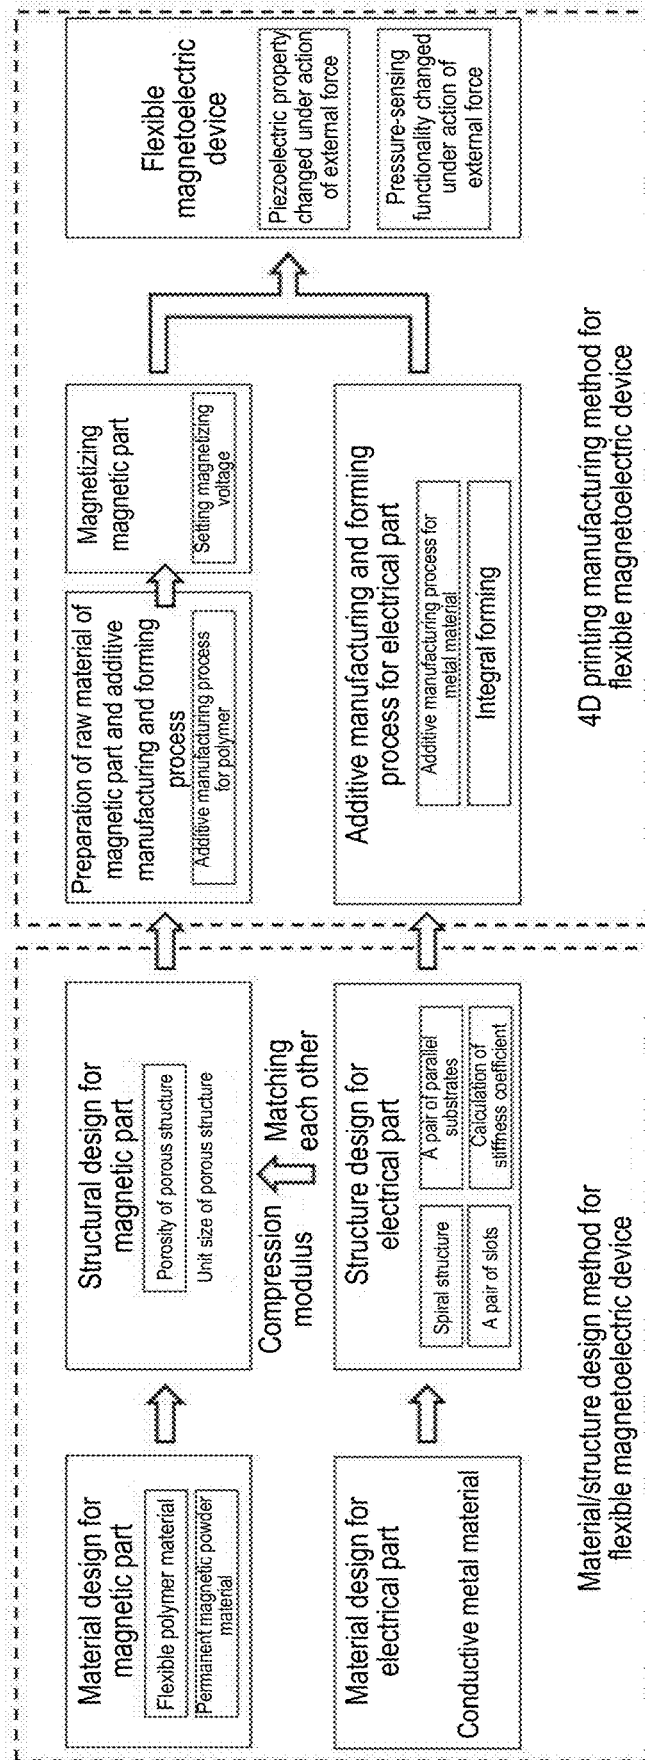 Material design for
magnetic part
Flexible polymer material
Permanent magnetic powder
material
Material design for
electrical part
Conductive metal material
Structural design for
magnetic part
Porosity of porous structure
Unit size of porous structure
Compression
modulus
Matching
each other
Structure design for
electrical part
Spiral structure
A pair of parallel
substrates
A pair of slots
Calculation of
stiffness coefficient
Material/structure design method for
flexible magnetoelectric device
Preparation of raw material of
magnetic part and additive
manufacturing and forming
process
Additive manufacturing process
for polymer
Magnetizing
magnetic part
Setting magnetizing
voltage
Additive manufacturing and forming
process for electrical part
Additive manufacturing process for
metal material
Integral forming
Flexible
magnetoelectric
device
Piezoelectric property
changed under action
of external force
Pressure-sensing
functionality changed
under action of
external force
4D printing manufacturing method for
flexible magnetoelectric device